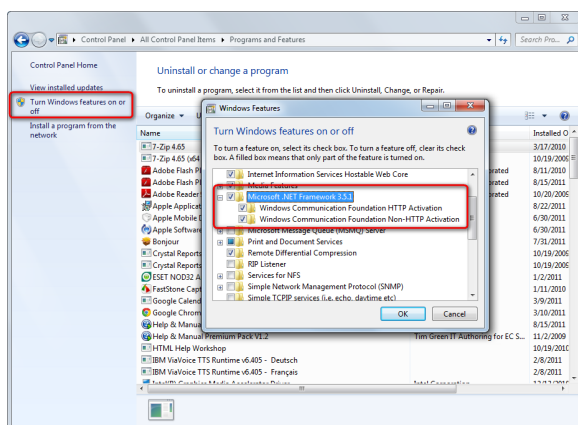 Control Panel ▸ All Control Panel Items ▸ Programs and Features
Search Pro...
Control Panel Home
View installed updates
Turn Windows features on or off
Install a program from the network
Uninstall or change a program
To uninstall a program, select it from the list and then click Uninstall, Change, or Repair.
Organize
Name
Installed O
7-Zip 4.65
3/17/2010
7-Zip 4.65 (x64
10/19/2009
Adobe Flash Pl
orated
8/11/2010
Adobe Flash Pl
orated
8/15/2011
Adobe Reader
orated
10/20/2009
Apple Applicat
8/22/2011
Apple Mobile D
6/30/2011
Apple Software
6/30/2011
Bonjour
7/31/2011
Crystal Reports
10/19/2009
Crystal Reports
10/19/2009
ESET NOD32 A
1/2/2011
FastStone Capt
1/11/2010
Google Calend
3/9/2011
Google Chrom
3/10/2011
Help & Manua
8/15/2011
Help & Manual Premium Pack V1.2
Tim Green IT Authoring for EC S...
11/2/2009
HTML Help Workshop
10/19/2010
IBM ViaVoice TTS Runtime v6.405 - Deutsch
2/8/2011
IBM ViaVoice TTS Runtime v6.405 - Français
2/8/2011
Windows Features
Turn Windows features on or off
To turn a feature on, select its check box. To turn a feature off, clear its check
box. A filled box means that only part of the feature is turned on.
Internet Information Services Hostable Web Core
Media Features
Microsoft .NET Framework 3.5.1
Windows Communication Foundation HTTP Activation
Windows Communication Foundation Non-HTTP Activation
Microsoft Message Queue (MSMQ) Server
Print and Document Services
Remote Differential Compression
RIP Listener
Services for NFS
Simple Network Management Protocol (SNMP)
Simple TCPIP services (i.e. echo, daytime etc)
OK
Cancel